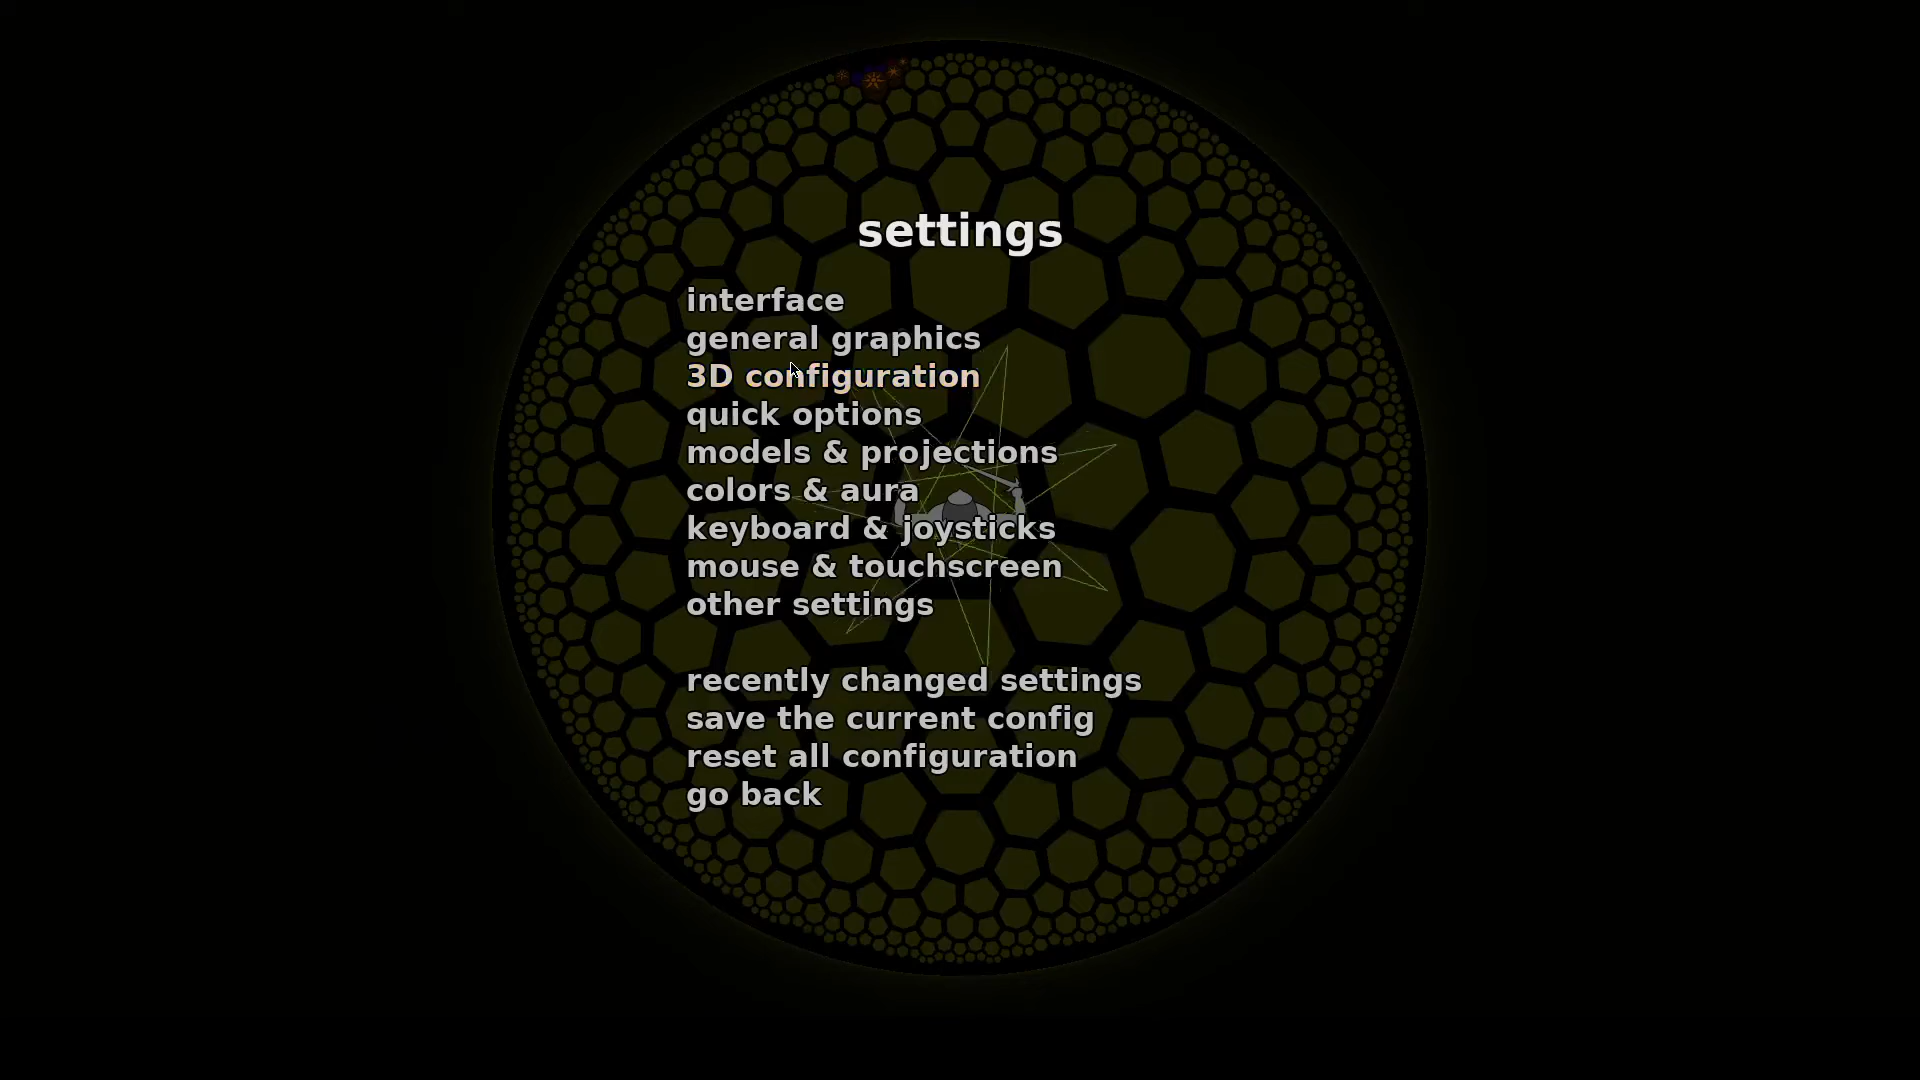 settings
interface
general graphics
3D configuration
quick options
models & projections
colors & aura
keyboard & joysticks
mouse & touchscreen
other settings
recently changed settings
save the current config
reset all configuration
go back